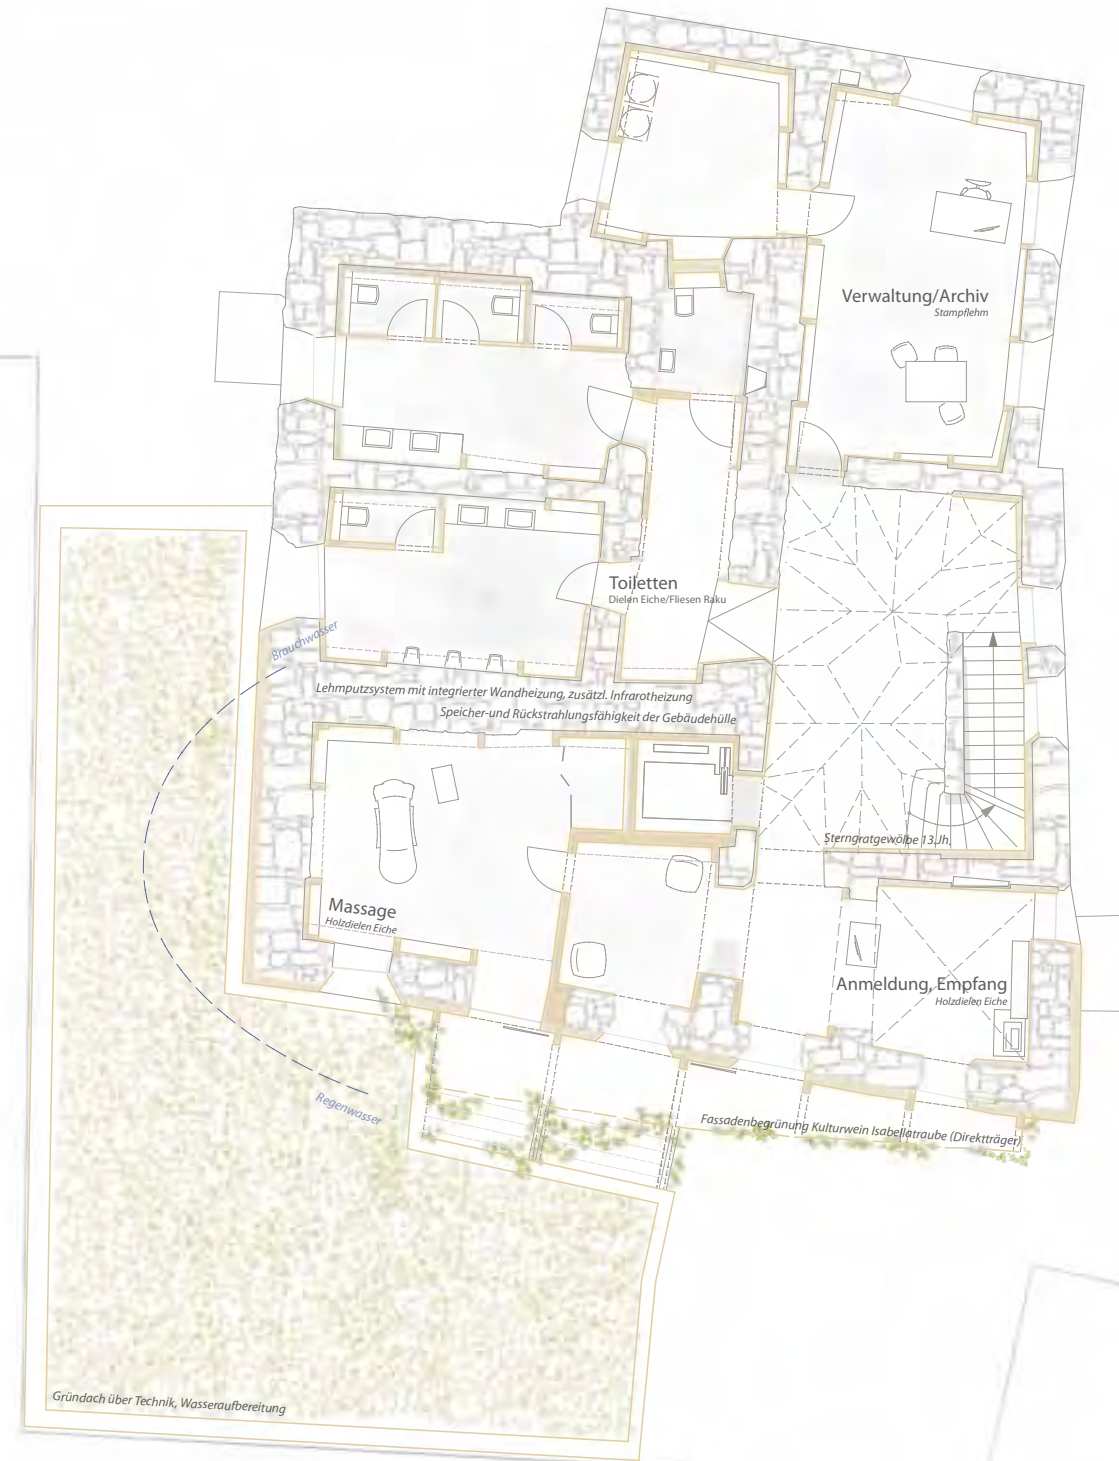 Verwaltung/Archiv
Stampflehm
Toiletten
Dielen Eiche/Fliesen Raku
Brauchwasser
Lehmputzsystem mit integrierter Wandheizung, zusätzl. Infrarotheizung
Speicher-und Rückstrahlungsfähigkeit der Gebäudehülle
Sterngratgewölbe 13.Jh.
Massage
Holzdielen Eiche
Anmeldung, Empfang
Holzdielen Eiche
Regenwasser
Fassadenbegrünung Kulturwein Isabellatraube (Direktträger)
Gründach über Technik, Wasseraufbereitung